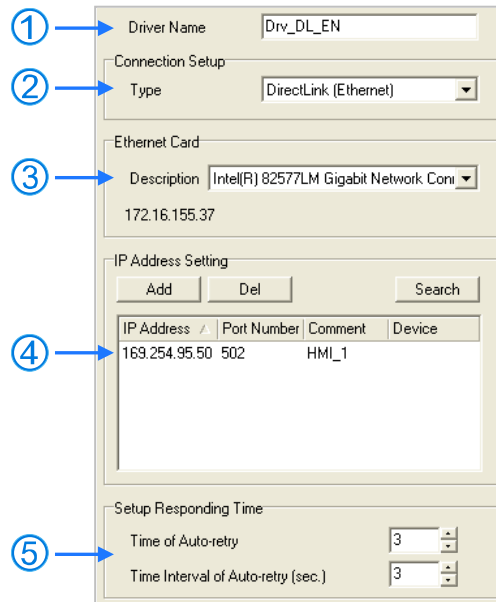 ① Driver Name Drv_DL_EN
Connection Setup
② Type DirectLink (Ethernet)
Ethernet Card
③ Description Intel(R) 82577LM Gigabit Network
172.16.155.37
IP Address Setting
Add Del Search
IP Address Port Number Comment Device
④ 169.254.95.50 502 HMI_1
Setup Responding Time
⑤ Time of Auto-retry 3
Time Interval of Auto-retry (sec.) 3